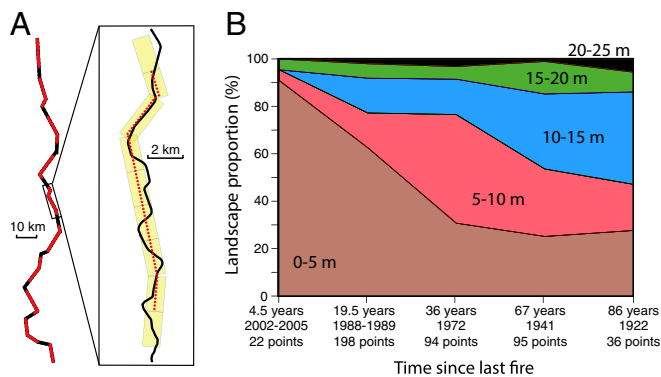 A
2 km
10 km
B
Landscape proportion (%)
100
80
60
40
20
0
20-25 m
15-20 m
10-15 m
5-10 m
0-5 m
4.5 years 19.5 years 36 years 67 years 86 years
2002-2005 1988-1989 1972 1941 1922
22 points 198 points 94 points 95 points 36 points
Time since last fire